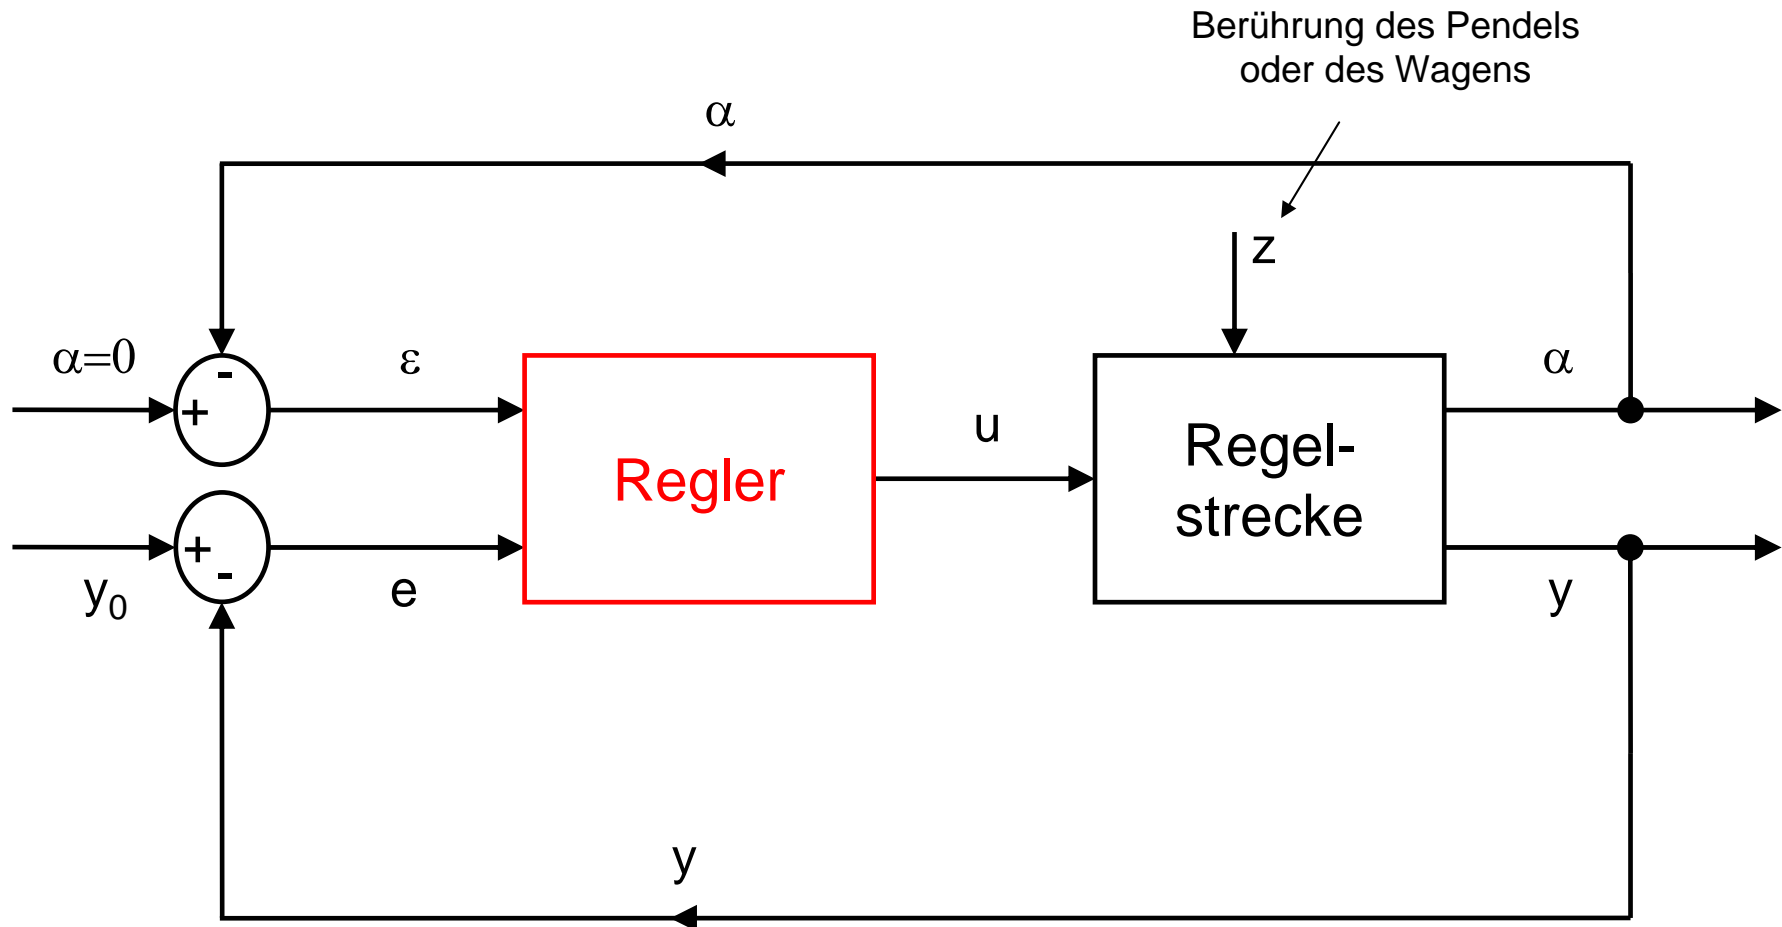 Berührung des Pendels
oder des Wagens
α
z
α=0
-
+
ε
Regler
u
Regel-
strecke
α
y₀
+
-
e
y
y